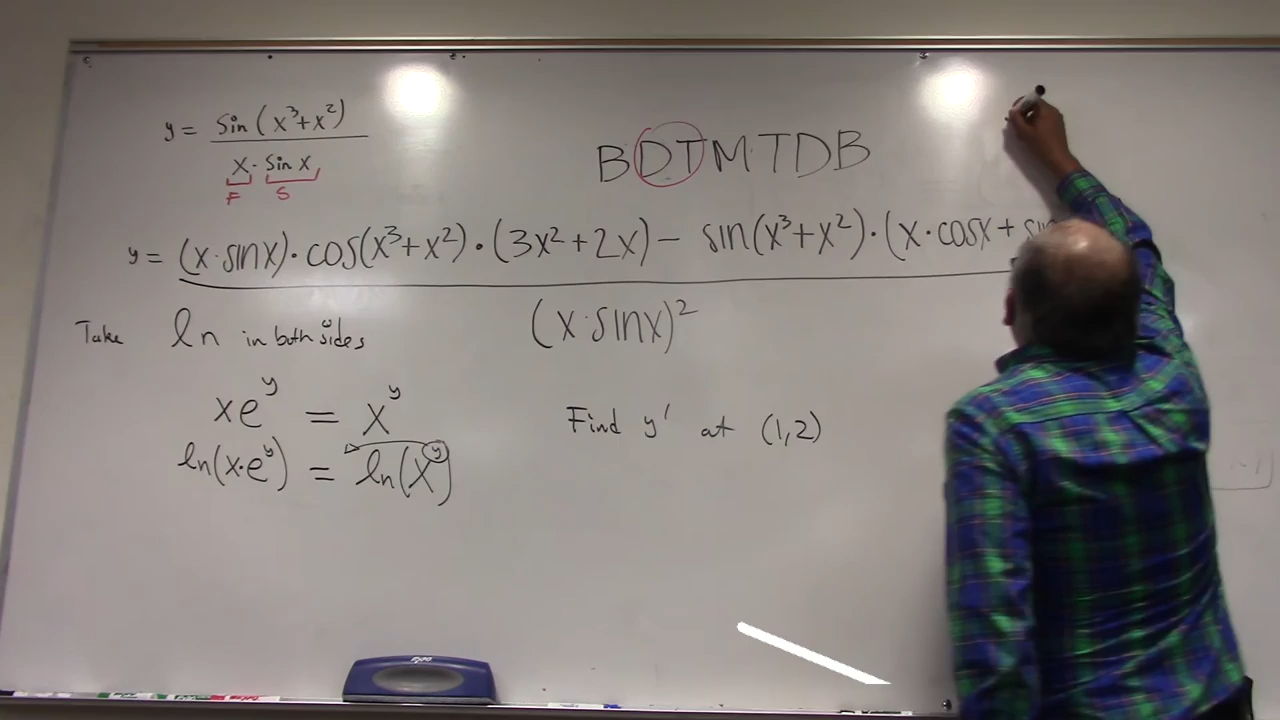 y = Sin (x³+x²) / x · Sin x
F S
BDTMTDB
y = (x·sinx)·cos(x³+x²)·(3x²+2x) − sin(x³+x²)·(x·cosx+ / (x·sinx)²
Take ln in both sides
xe^y = x^y
Find y' at (1,2)
ln(x·e^y) = ln(x^y)
expo